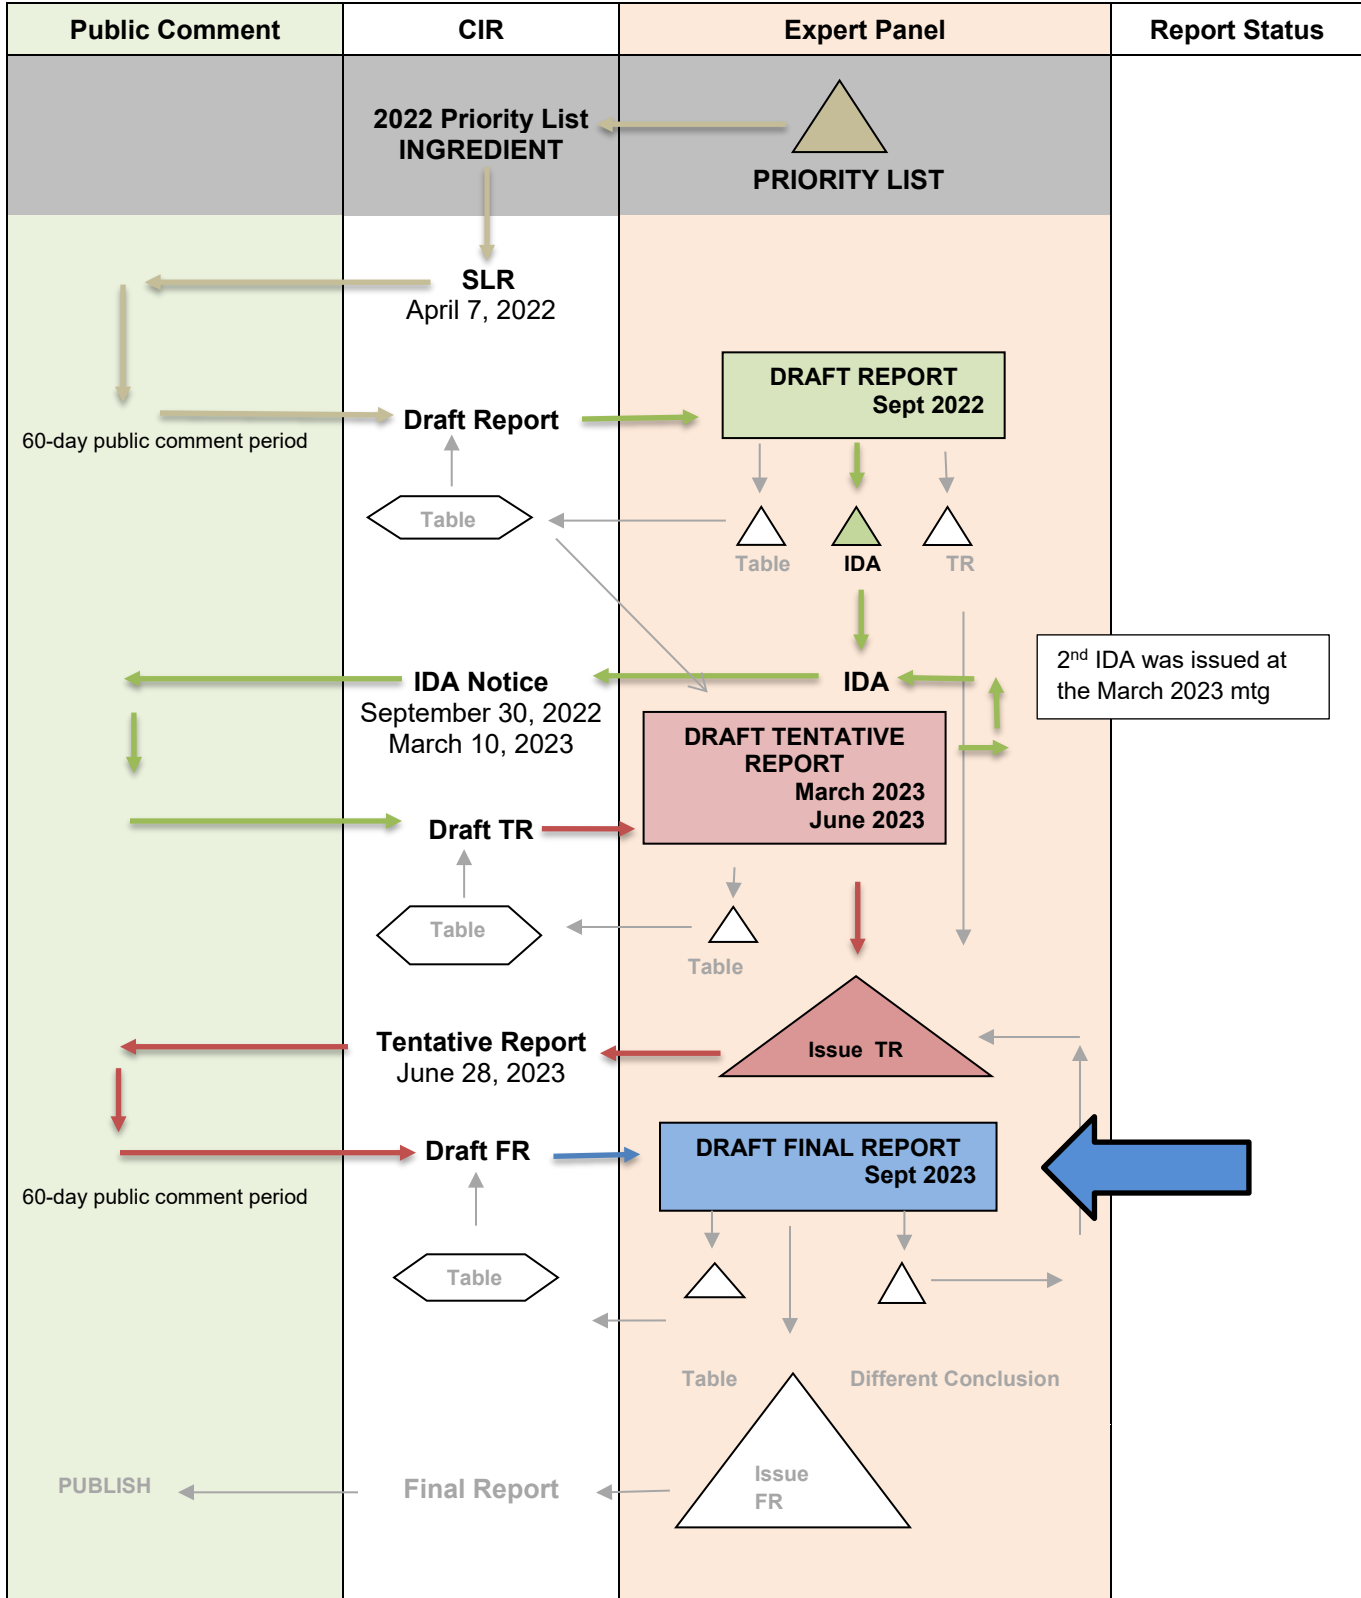 Public Comment
CIR
Expert Panel
Report Status
2022 Priority List
INGREDIENT
PRIORITY LIST
SLR
April 7, 2022
DRAFT REPORT
Sept 2022
60-day public comment period
Draft Report
Table
Table
IDA
TR
2nd IDA was issued at
the March 2023 mtg
IDA Notice
September 30, 2022
March 10, 2023
IDA
DRAFT TENTATIVE
REPORT
March 2023
June 2023
Draft TR
Table
Table
Tentative Report
June 28, 2023
Issue TR
60-day public comment period
Draft FR
DRAFT FINAL REPORT
Sept 2023
Table
Table
Different Conclusion
PUBLISH
Final Report
Issue
FR